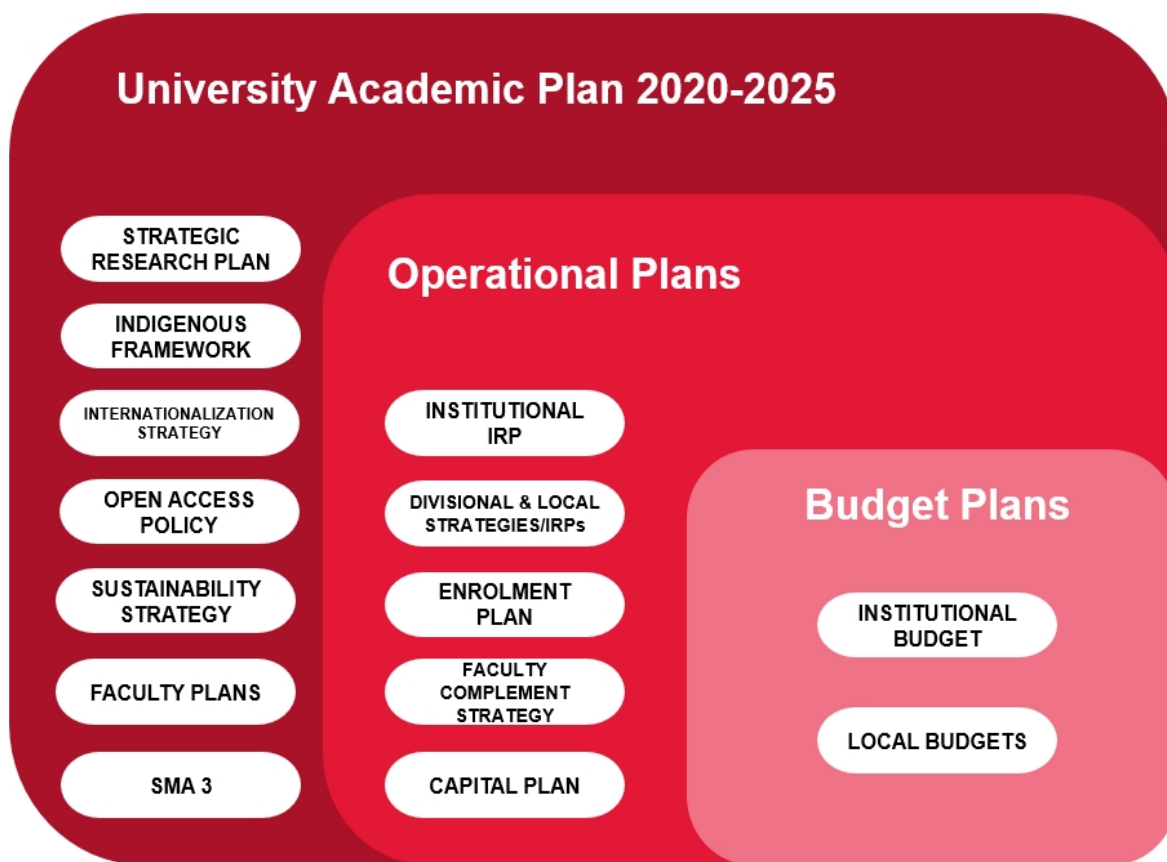 University Academic Plan 2020-2025
STRATEGIC
RESEARCH PLAN
INDIGENOUS
FRAMEWORK
INTERNATIONALIZATION
STRATEGY
OPEN ACCESS
POLICY
SUSTAINABILITY
STRATEGY
FACULTY PLANS
SMA 3
Operational Plans
INSTITUTIONAL
IRP
DIVISIONAL & LOCAL
STRATEGIES/IRPs
ENROLMENT
PLAN
FACULTY
COMPLEMENT
STRATEGY
CAPITAL PLAN
Budget Plans
INSTITUTIONAL
BUDGET
LOCAL BUDGETS